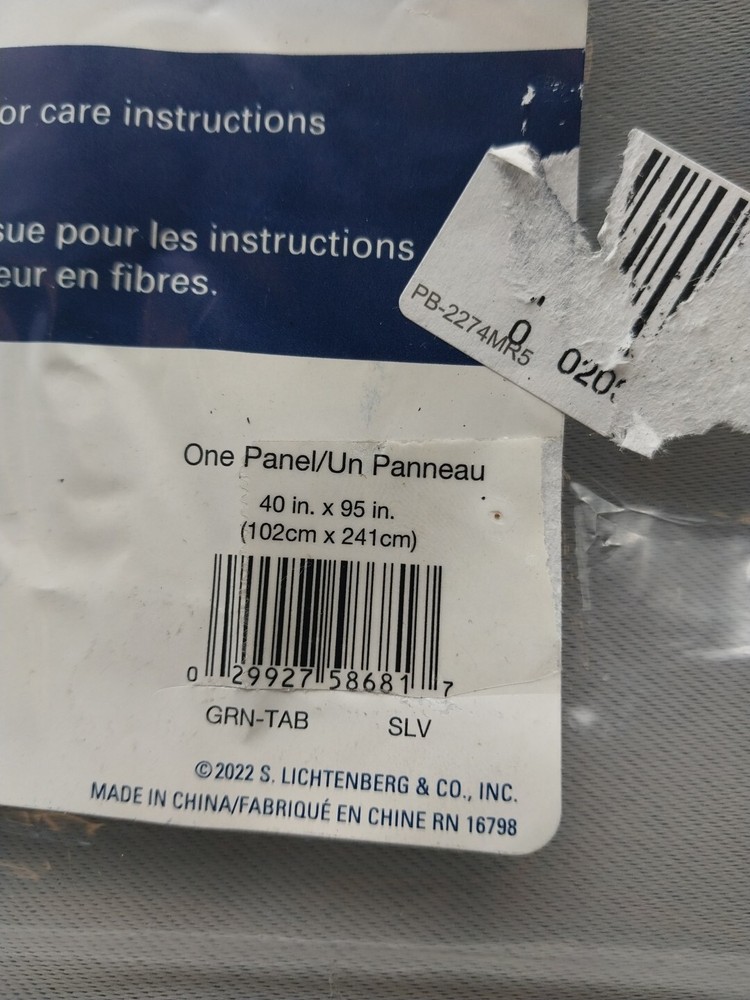 or care instructions
sue pour les instructions
eur en fibres.
PB-2274MR5
0 020
One Panel/Un Panneau
40 in. x 95 in.
(102cm x 241cm)
0 29927 58681 7
GRN-TAB SLV
©2022 S. LICHTENBERG & CO., INC.
MADE IN CHINA/FABRIQUÉ EN CHINE RN 16798